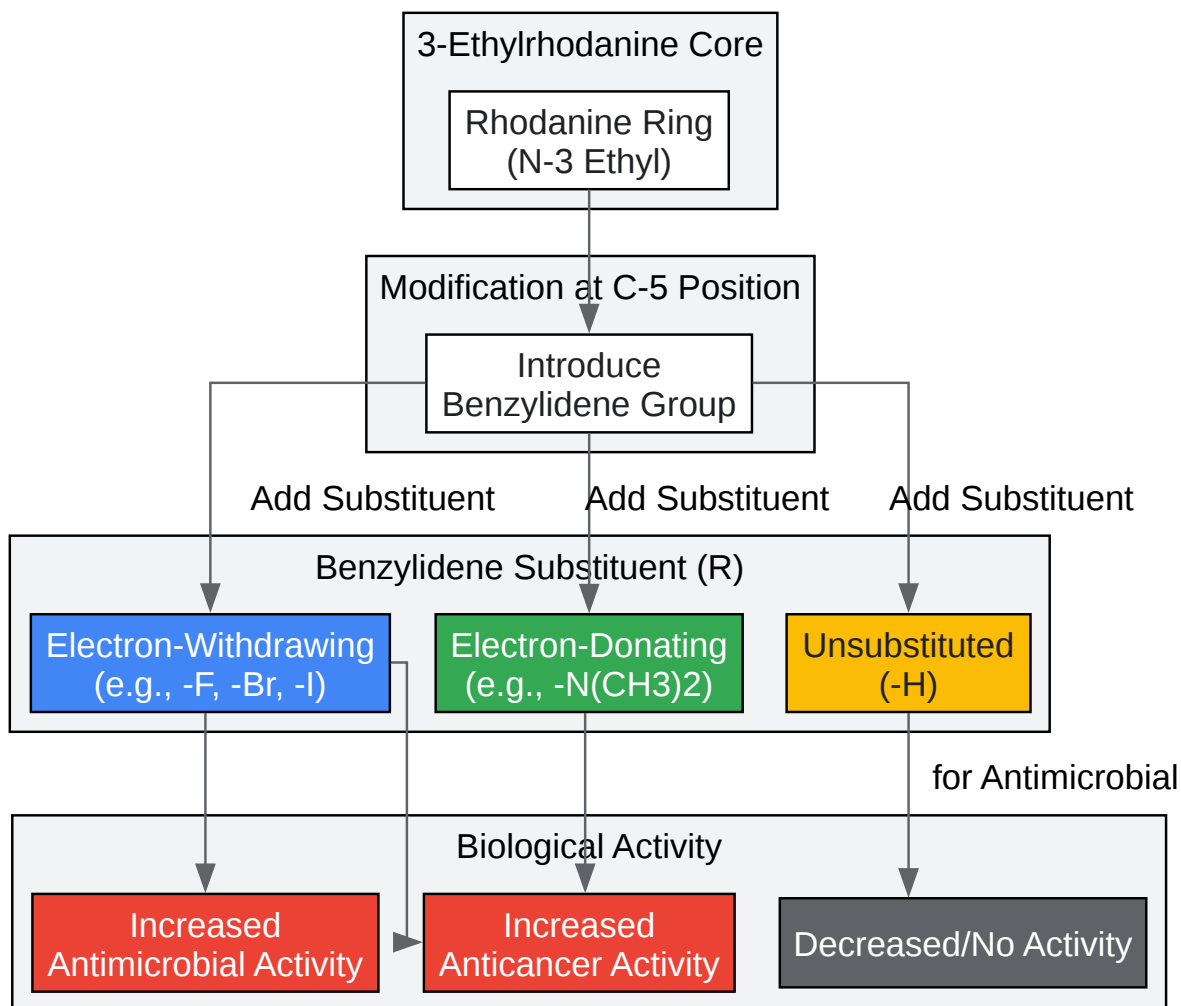 3-Ethylrhodanine Core
Rhodanine Ring
(N-3 Ethyl)
Modification at C-5 Position
Introduce
Benzylidene Group
Add Substituent
Add Substituent
Add Substituent
Benzylidene Substituent (R)
Electron-Withdrawing
(e.g., -F, -Br, -I)
Electron-Donating
(e.g., -N(CH3)2)
Unsubstituted
(-H)
for Antimicrobial
Biological Activity
Increased
Antimicrobial Activity
Increased
Anticancer Activity
Decreased/No Activity